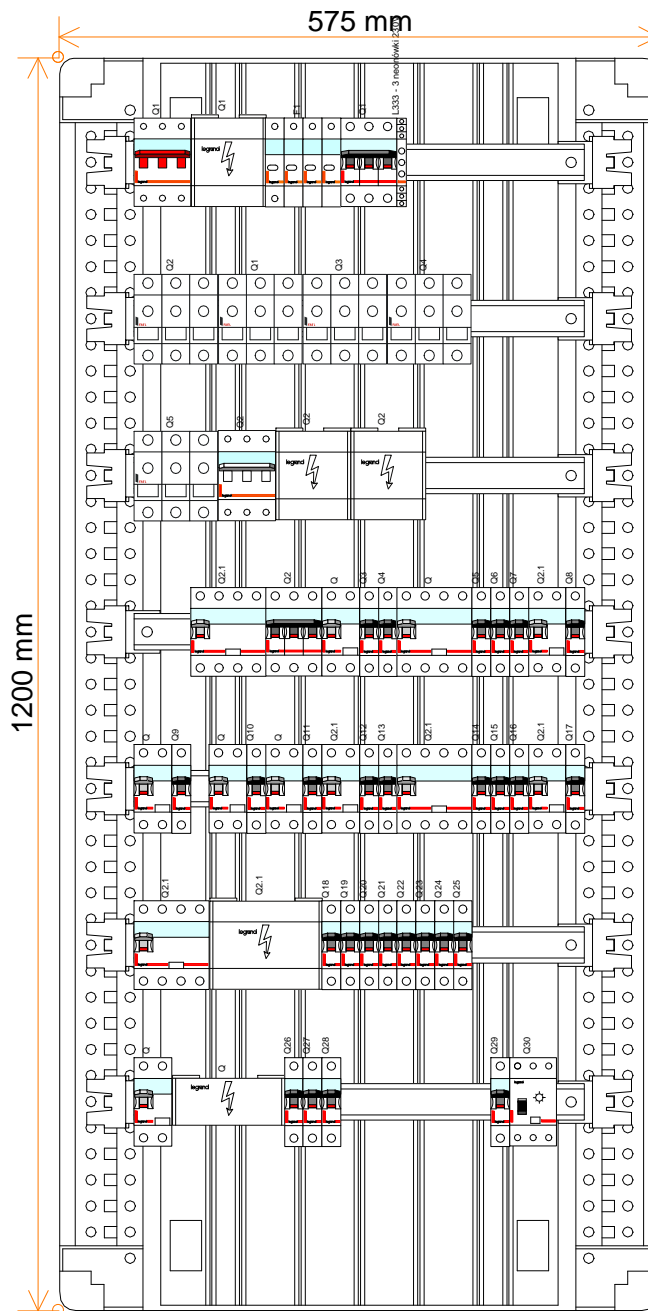 575 mm
1200 mm
Q1 Q1 F1 Q1 L333 - 3 neonówki 230V
legrand
Q2 Q1 Q3 Q4
Q5 Q2 Q2 Q2
legrand legrand
Q2.1 Q2 Q Q3 Q4 Q Q5 Q6 Q7 Q2.1 Q8
Q Q9 Q Q10 Q Q11 Q2.1 Q12 Q13 Q2.1 Q14 Q15 Q16 Q2.1 Q17
Q2.1 Q2.1 Q18 Q19 Q20 Q21 Q22 Q23 Q24 Q25
legrand
Q Q Q26 Q27 Q28 Q29 Q30
legrand legrand